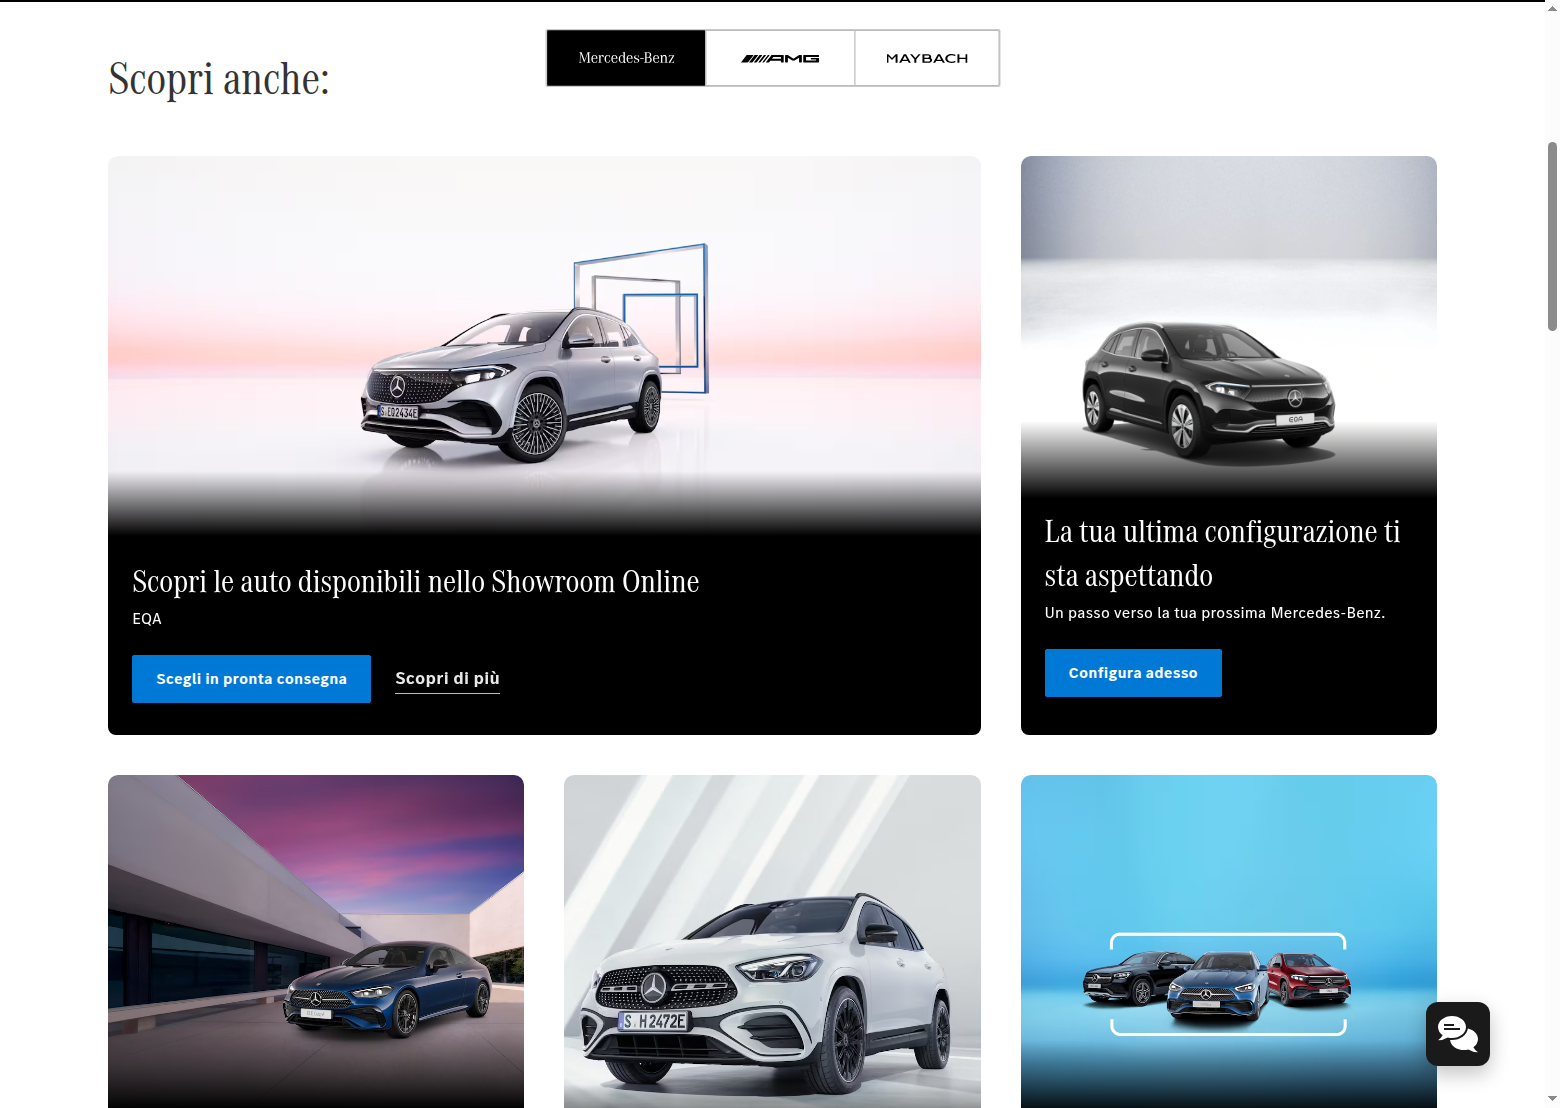 Mercedes-Benz
AMG
MAYBACH
Scopri anche:
S·EQ2434E
EQA
Scopri le auto disponibili nello Showroom Online
EQA
Scegli in pronta consegna
Scopri di più
La tua ultima configurazione ti
sta aspettando
Un passo verso la tua prossima Mercedes-Benz.
Configura adesso
S·H 2472E